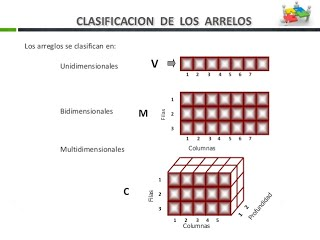 CLASIFICACION DE LOS ARRELOS
Los arreglos se clasifican en:
Unidimensionales
V
1 2 3 4 5 6 7
Bidimensionales
M
Filas
1
2
3
1 2 3 4 5 6 7
Columnas
Multidimensionales
C
Filas
1
2
3
1 2 3 4 5
Columnas
1 2
Profundidad